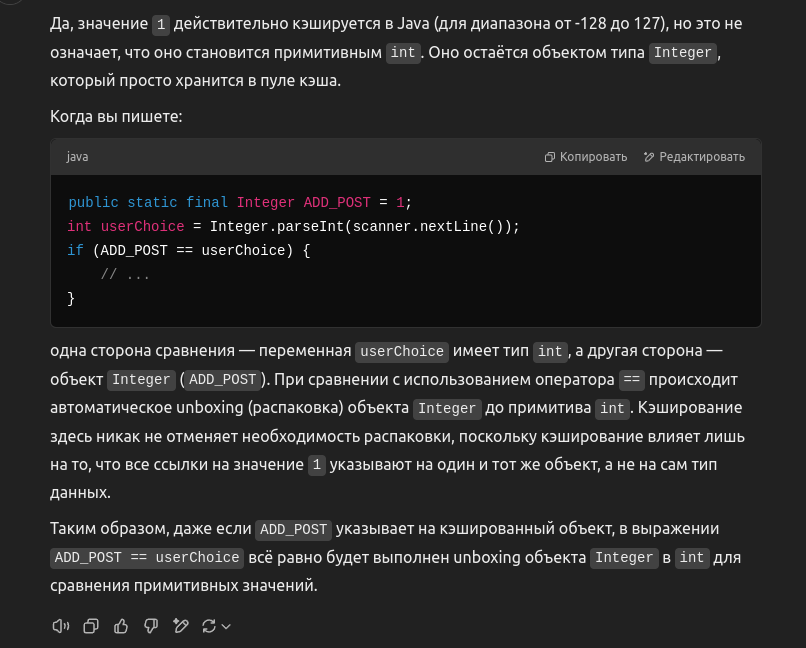 Да, значение 1 действительно кэшируется в Java (для диапазона от -128 до 127), но это не
означает, что оно становится примитивным int. Оно остаётся объектом типа Integer,
который просто хранится в пуле кэша.
Когда вы пишете:
java Копировать Редактировать
public static final Integer ADD_POST = 1;
int userChoice = Integer.parseInt(scanner.nextLine());
if (ADD_POST == userChoice) {
    // ...
}
одна сторона сравнения — переменная userChoice имеет тип int, а другая сторона —
объект Integer (ADD_POST). При сравнении с использованием оператора == происходит
автоматическое unboxing (распаковка) объекта Integer до примитива int. Кэширование
здесь никак не отменяет необходимость распаковки, поскольку кэширование влияет лишь
на то, что все ссылки на значение 1 указывают на один и тот же объект, а не на сам тип
данных.
Таким образом, даже если ADD_POST указывает на кэшированный объект, в выражении
ADD_POST == userChoice всё равно будет выполнен unboxing объекта Integer в int для
сравнения примитивных значений.